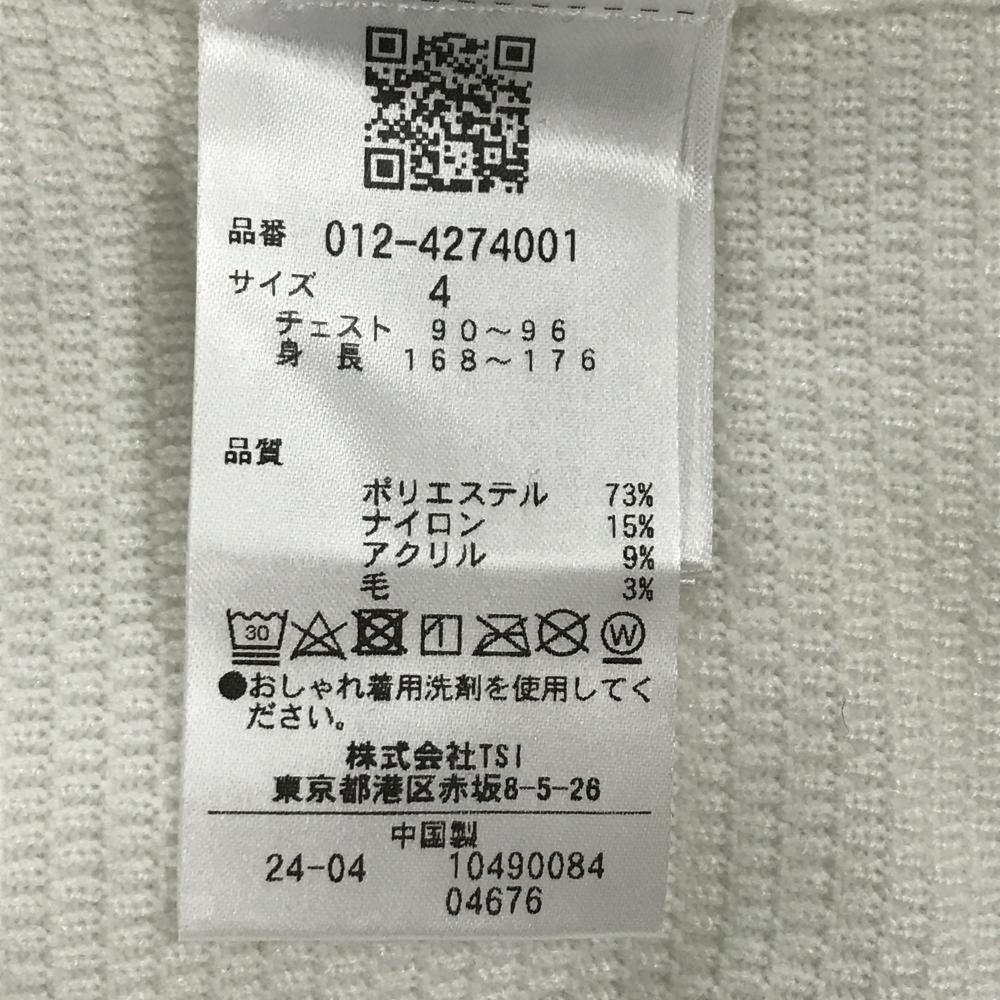 品番 012-4274001
サイズ 4
チェスト 90～96
身長 168～176
品質
ポリエステル 73%
ナイロン 15%
アクリル 9%
毛 3%
30 W
●おしゃれ着用洗剤を使用してく
ださい。
株式会社TSI
東京都港区赤坂8-5-26
中国製
24-04 10490084
04676